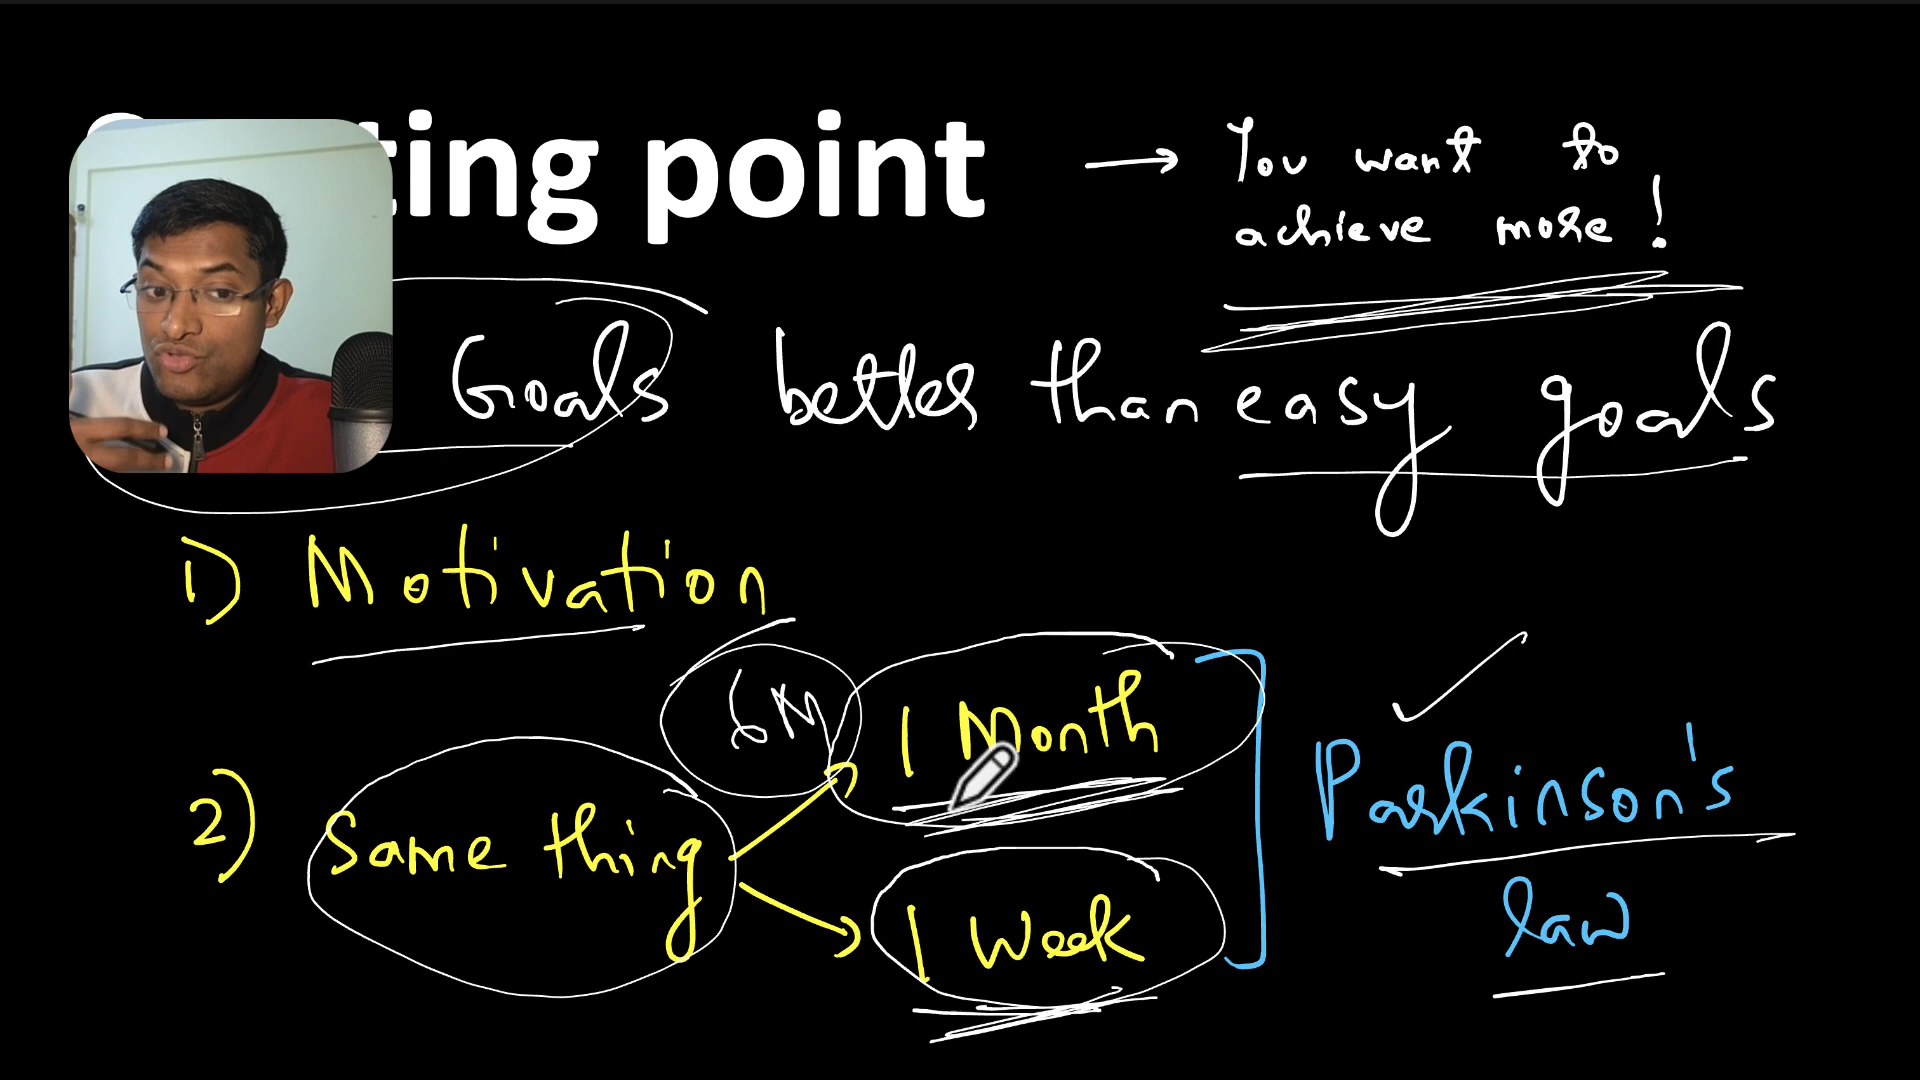 ting point → You want to
achieve more!
Goals better than easy goals
1) Motivation
6M
1 Month
2) Same thing
1 Week
Parkinson's
law